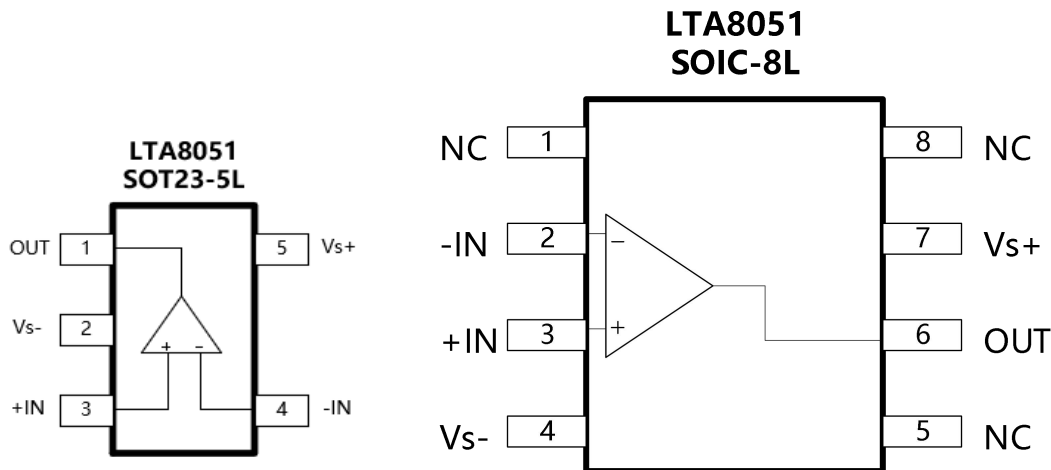 LTA8051
SOT23-5L
OUT 1 5 Vs+
Vs- 2
+IN 3 4 -IN
+ -
LTA8051
SOIC-8L
NC 1 8 NC
-IN 2 - 7 Vs+
+IN 3 + 6 OUT
Vs- 4 5 NC